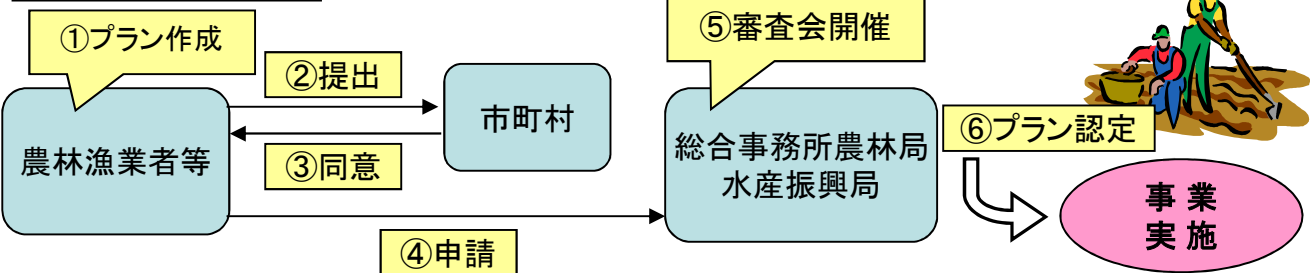 ①プラン作成
②提出
③同意
④申請
⑤審査会開催
⑥プラン認定
農林漁業者等
市町村
総合事務所農林局
水産振興局
事 業
実 施